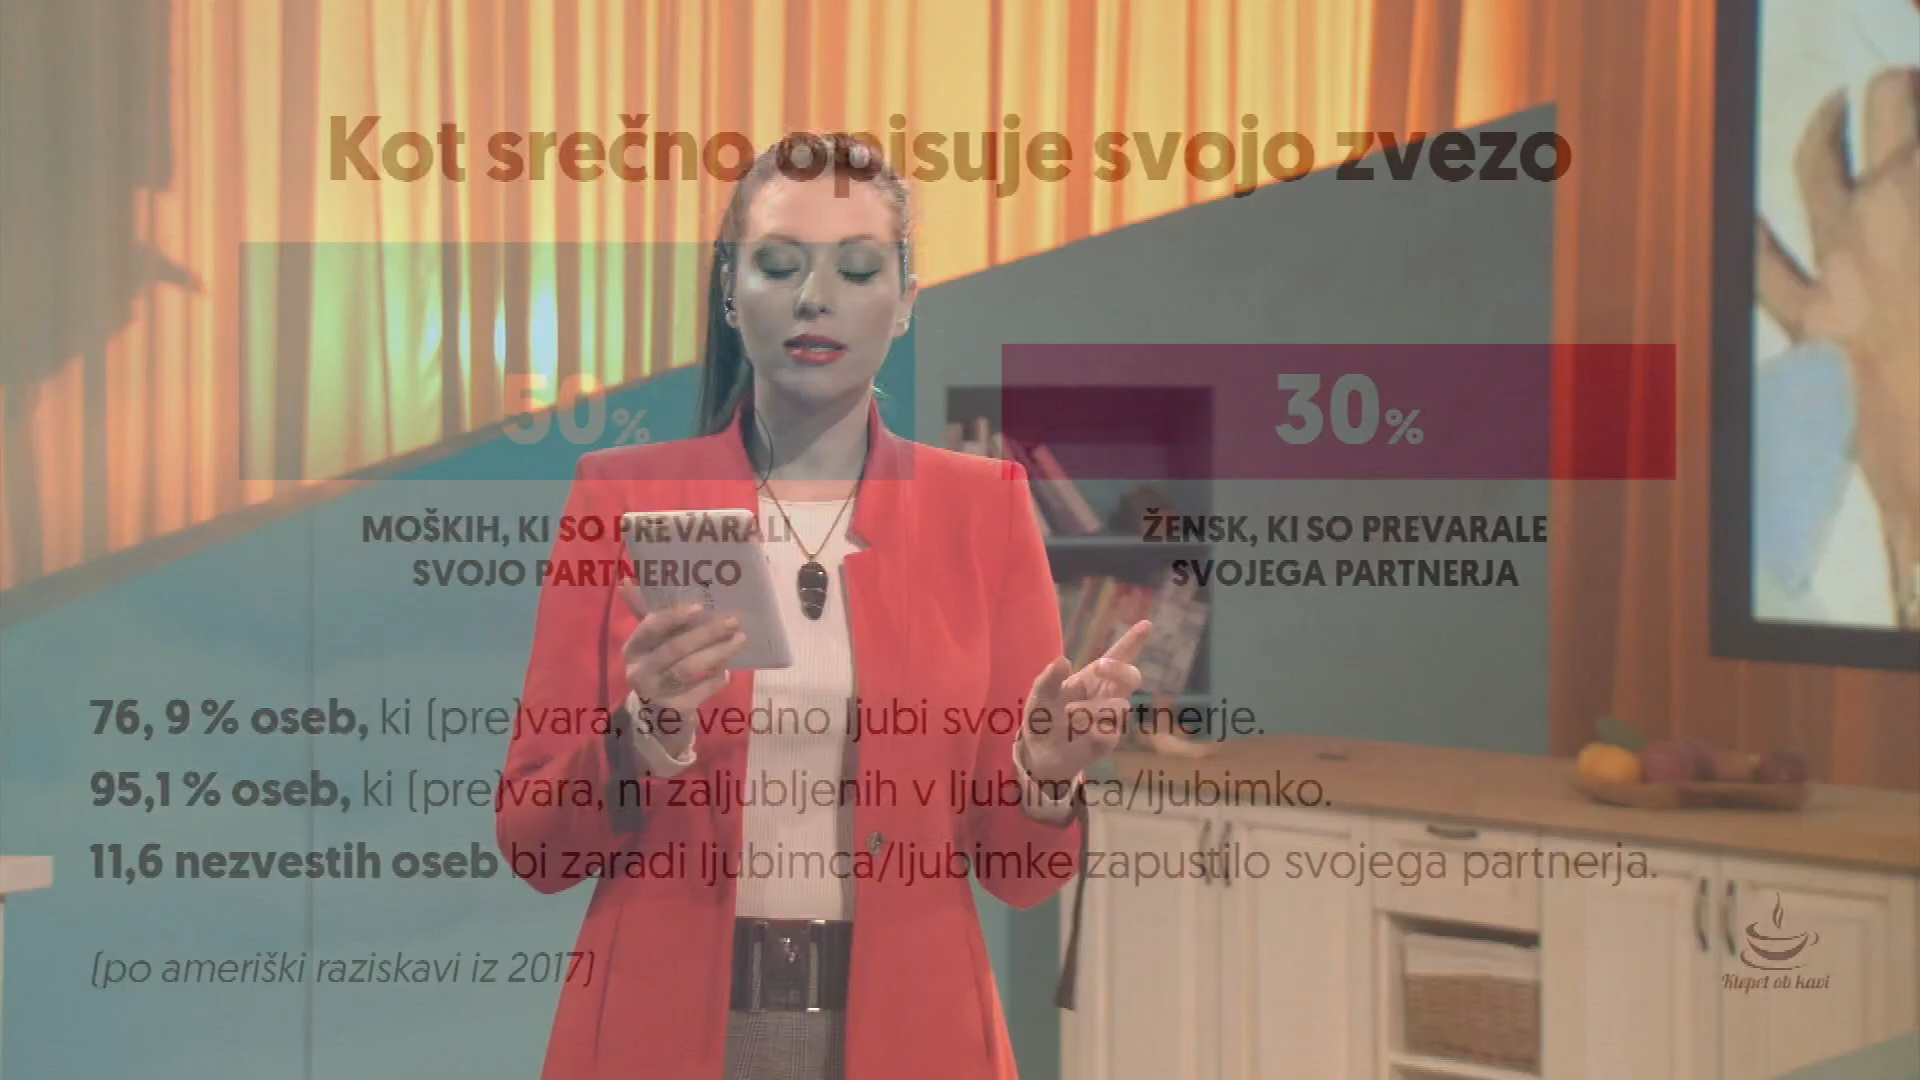 Kot srečno opisuje svojo zvezo
50%
30%
MOŠKIH, KI SO PREVARALI
SVOJO PARTNERICO
ŽENSK, KI SO PREVARALE
SVOJEGA PARTNERJA
76, 9 % oseb, ki (pre)vara, še vedno ljubi svoje partnerje.
95,1 % oseb, ki (pre)vara, ni zaljubljenih v ljubimca/ljubimko.
11,6 nezvestih oseb bi zaradi ljubimca/ljubimke zapustilo svojega partnerja.
(po ameriški raziskavi iz 2017)
Klepet ob kavi